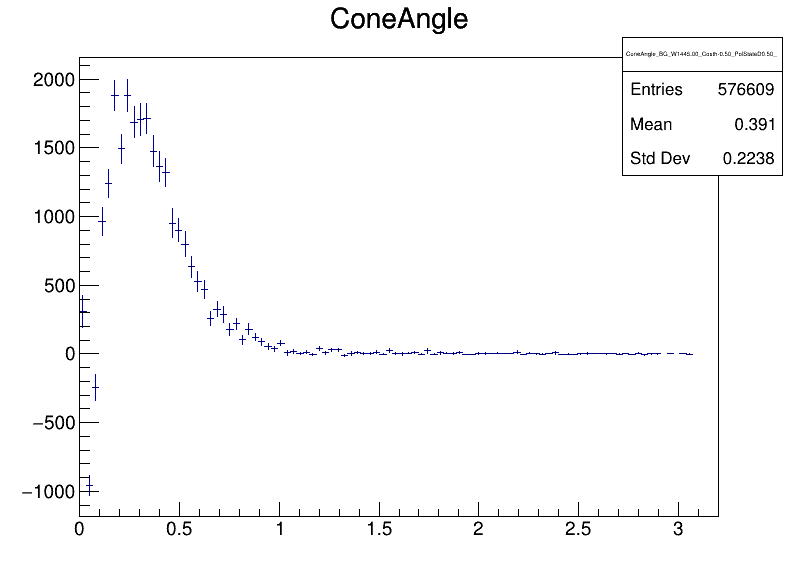 ConeAngle
ConeAngle_BG_W1445.00_Costh-0.50_PolStateD0.50_
Entries 576609
Mean 0.391
Std Dev 0.2238
2000
1500
1000
500
0
−500
−1000
0 0.5 1 1.5 2 2.5 3